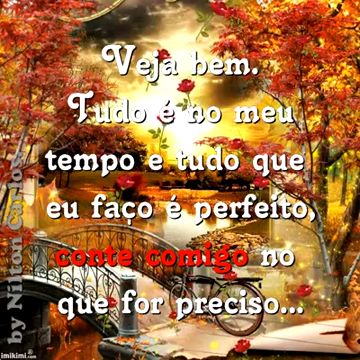 Veja bem.
Tudo é no meu
tempo e tudo que
eu faço é perfeito,
conte comigo no
que for preciso...
by Nilton Carlos
imikimi.com